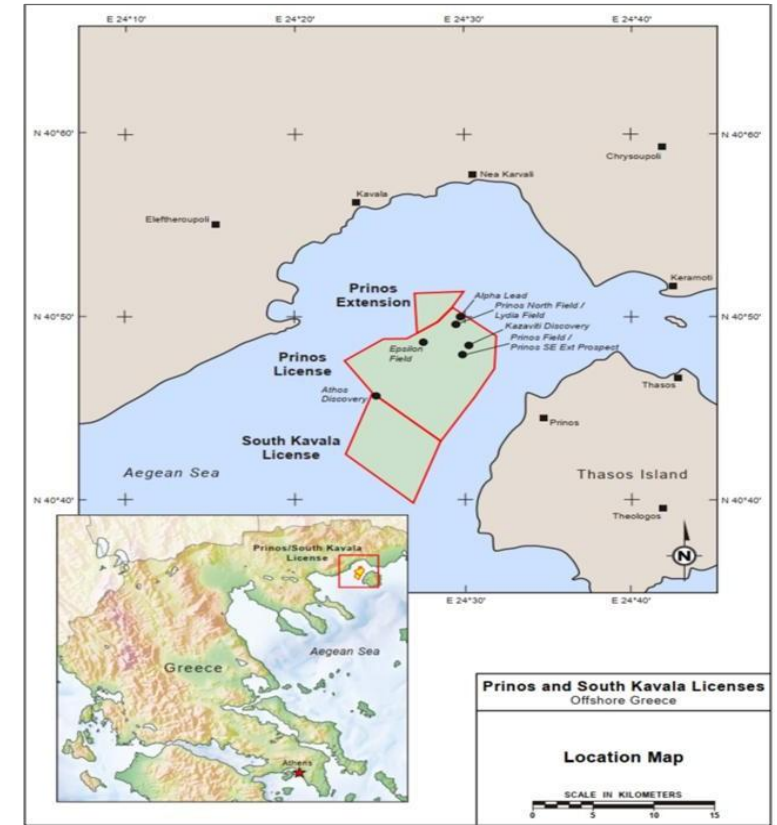 E 24°10'
E 24°20'
E 24°30'
E 24°40'
N 40°60'
N 40°60'
Chrysoupoli
Nea Karvali
Kavala
Eleftheroupoli
Keramoti
Prinos
Extension
Alpha Lead
Prinos North Field /
Lydia Field
N 40°50'
N 40°50'
Kazaviti Discovery
Epsilon
Field
Prinos Field /
Prinos SE Ext Prospect
Prinos
License
Athos
Discovery
Thasos
Prinos
South Kavala
License
Aegean Sea
Thasos Island
N 40°40'
N 40°40'
Theologos
N
Prinos/South Kavala
License
Greece
Aegean Sea
Athens
E 24°30'
E 24°40'
Prinos and South Kavala Licenses
Offshore Greece
Location Map
SCALE IN KILOMETERS
0 5 10 15